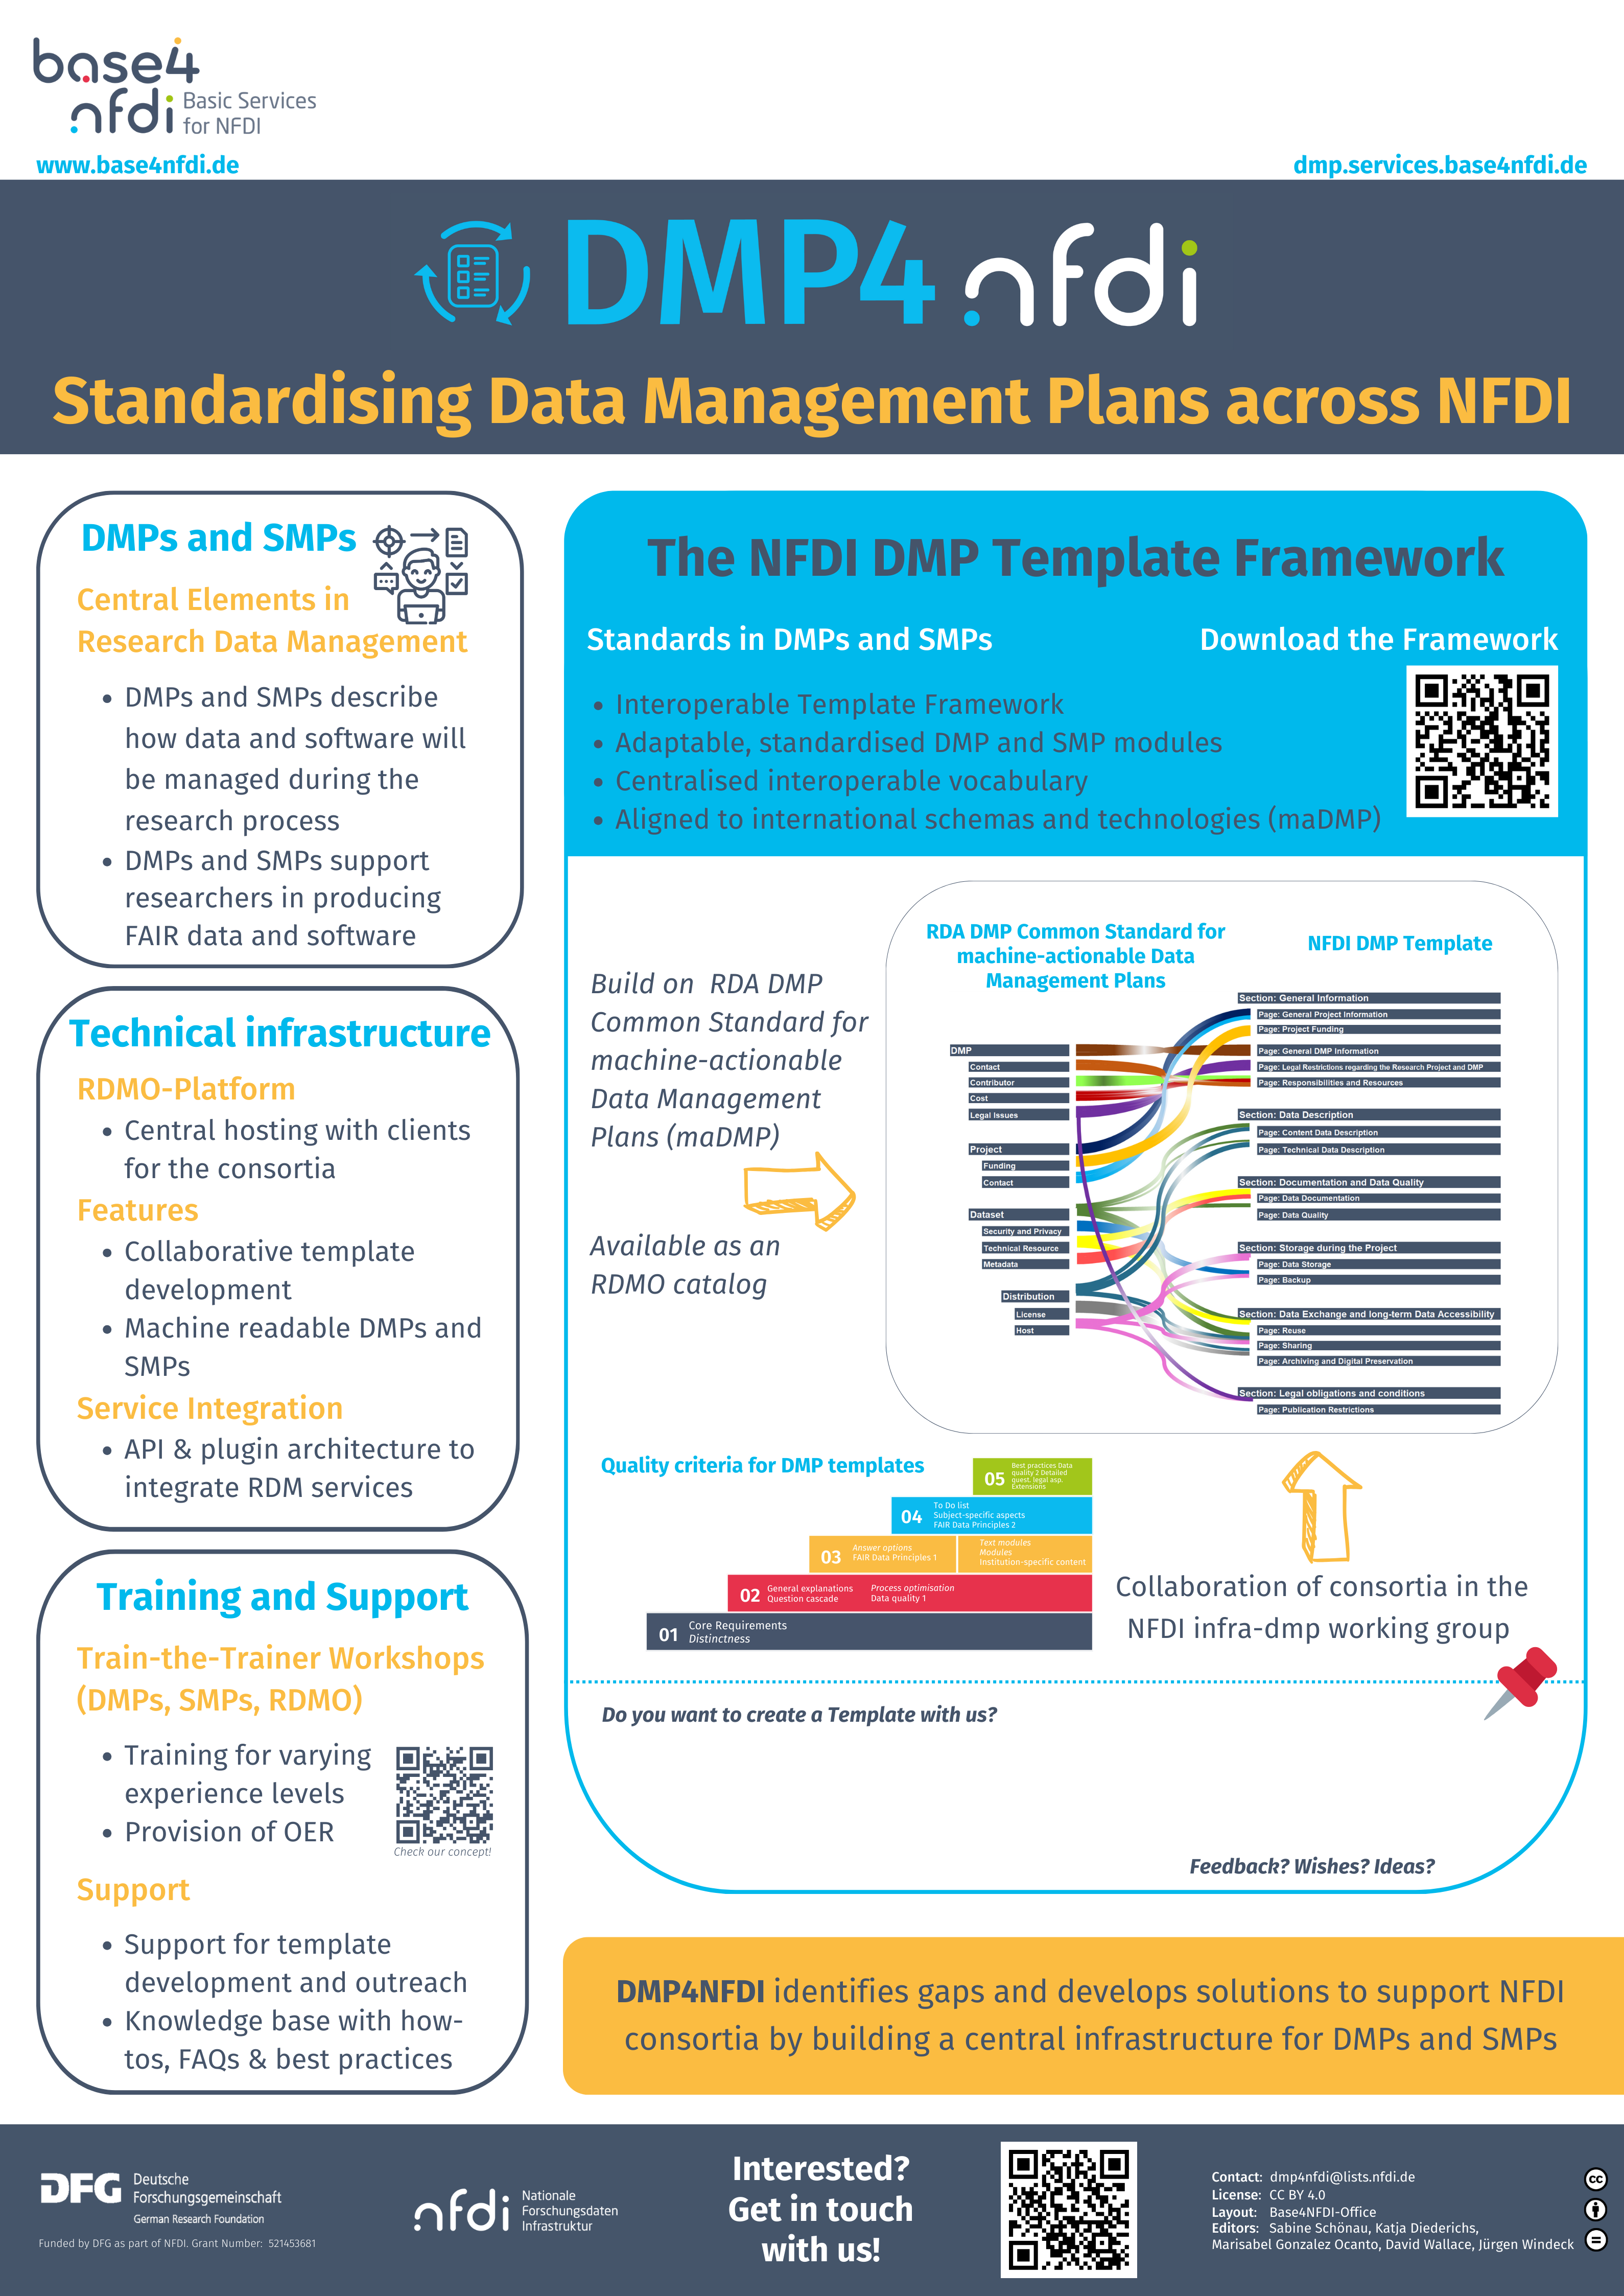 base4
nfdi Basic Services
for NFDI
www.base4nfdi.de
dmp.services.base4nfdi.de
DMP4 nfdi
Standardising Data Management Plans across NFDI
DMPs and SMPs
Central Elements in
Research Data Management
• DMPs and SMPs describe
how data and software will
be managed during the
research process
• DMPs and SMPs support
researchers in producing
FAIR data and software
Technical infrastructure
RDMO-Platform
• Central hosting with clients
for the consortia
Features
• Collaborative template
development
• Machine readable DMPs and
SMPs
Service Integration
• API & plugin architecture to
integrate RDM services
Training and Support
Train-the-Trainer Workshops
(DMPs, SMPs, RDMO)
• Training for varying
experience levels
• Provision of OER
Check our concept!
Support
• Support for template
development and outreach
• Knowledge base with how-
tos, FAQs & best practices
The NFDI DMP Template Framework
Standards in DMPs and SMPs
Download the Framework
• Interoperable Template Framework
• Adaptable, standardised DMP and SMP modules
• Centralised interoperable vocabulary
• Aligned to international schemas and technologies (maDMP)
Build on RDA DMP
Common Standard for
machine-actionable
Data Management
Plans (maDMP)
Available as an
RDMO catalog
RDA DMP Common Standard for
machine-actionable Data
Management Plans
DMP
Contact
Contributor
Cost
Legal Issues
Project
Funding
Contact
Dataset
Security and Privacy
Technical Resource
Metadata
Distribution
License
Host
NFDI DMP Template
Section: General Information
Page: General Project Information
Page: Project Funding
Page: General DMP Information
Page: Legal Restrictions regarding the Research Project and DMP
Page: Responsibilities and Resources
Section: Data Description
Page: Content Data Description
Page: Technical Data Description
Section: Documentation and Data Quality
Page: Data Documentation
Page: Data Quality
Section: Storage during the Project
Page: Data Storage
Page: Backup
Section: Data Exchange and long-term Data Accessibility
Page: Reuse
Page: Sharing
Page: Archiving and Digital Preservation
Section: Legal obligations and conditions
Page: Publication Restrictions
Quality criteria for DMP templates
05
Best practices Data
quality 2 Detailed
quest. legal asp.
Extensions
04
To Do list
Subject-specific aspects
FAIR Data Principles 2
03
Answer options
FAIR Data Principles 1
Text modules
Modules
Institution-specific content
02
General explanations
Question cascade
Process optimisation
Data quality 1
01
Core Requirements
Distinctness
Collaboration of consortia in the
NFDI infra-dmp working group
Do you want to create a Template with us?
Feedback? Wishes? Ideas?
DMP4NFDI identifies gaps and develops solutions to support NFDI
consortia by building a central infrastructure for DMPs and SMPs
DFG Deutsche
Forschungsgemeinschaft
German Research Foundation
Funded by DFG as part of NFDI. Grant Number: 521453681
nfdi Nationale
Forschungsdaten
Infrastruktur
Interested?
Get in touch
with us!
Contact: dmp4nfdi@lists.nfdi.de
License: CC BY 4.0
Layout: Base4NFDI-Office
Editors: Sabine Schönau, Katja Diederichs,
Marisabel Gonzalez Ocanto, David Wallace, Jürgen Windeck
cc